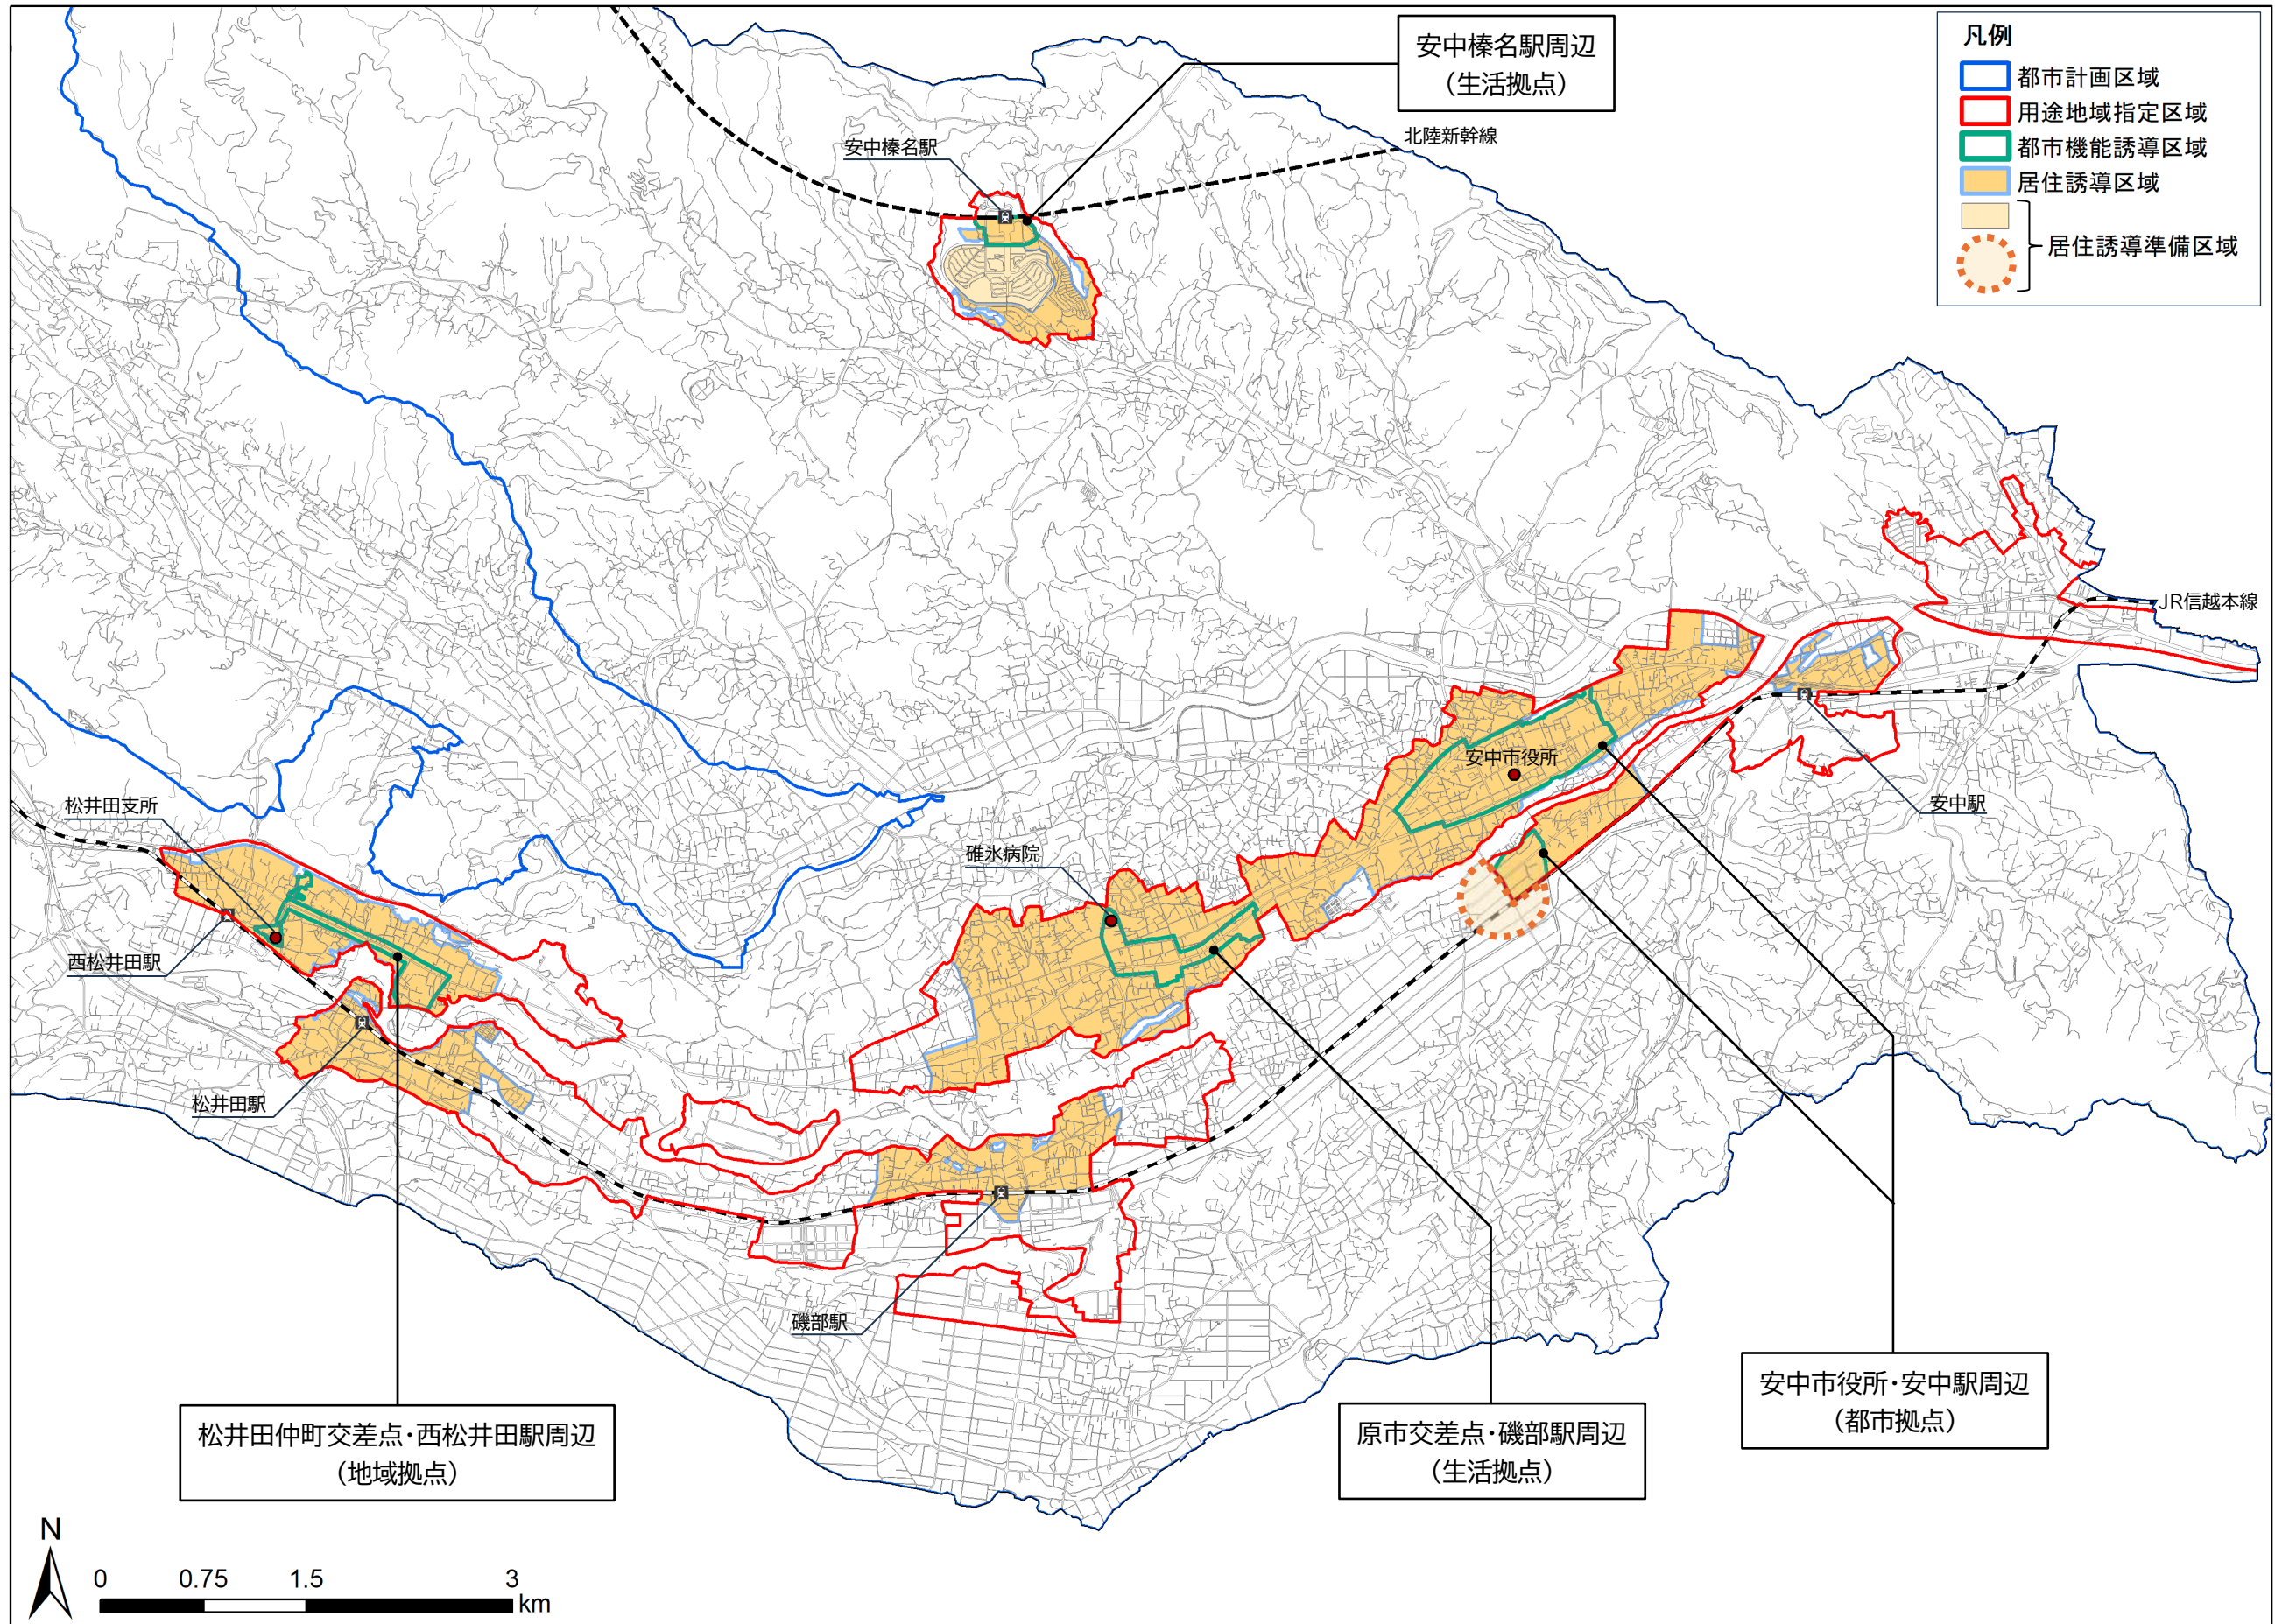 安中榛名駅周辺
（生活拠点）
凡例
都市計画区域
用途地域指定区域
都市機能誘導区域
居住誘導区域
居住誘導準備区域
安中榛名駅
北陸新幹線
JR信越本線
安中市役所
安中駅
松井田支所
碓氷病院
西松井田駅
松井田駅
磯部駅
安中市役所・安中駅周辺
（都市拠点）
原市交差点・磯部駅周辺
（生活拠点）
松井田仲町交差点・西松井田駅周辺
（地域拠点）
N
0 0.75 1.5 3
km